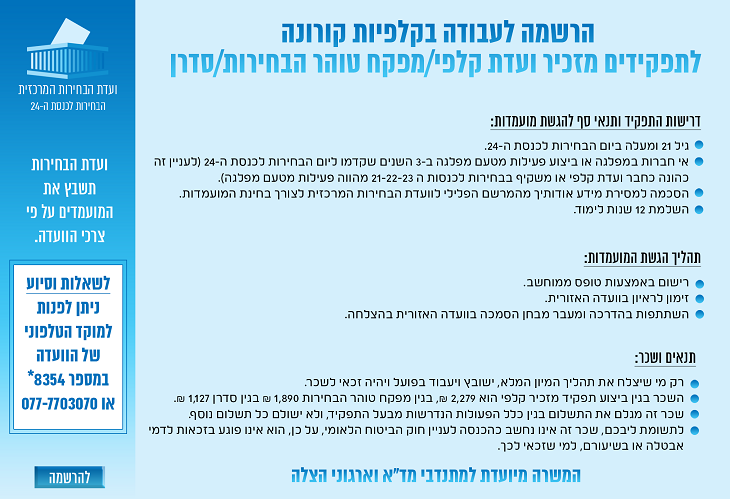 הרשמה לעבודה בקלפיות קורונה
לתפקידים מזכיר ועדת קלפי/מפקח טוהר הבחירות/סדרן
דרישות התפקיד ותנאי סף להגשת מועמדות:
גיל 21 ומעלה ביום הבחירות לכנסת ה-24.
אי חברות במפלגה או ביצוע פעילות מטעם מפלגה ב-3 השנים שקדמו ליום הבחירות לכנסת ה-24 (לעניין זה
כהונה כחבר ועדת קלפי או משקיף בבחירות לכנסות ה 21-22-23 מהווה פעילות מטעם מפלגה).
הסכמה למסירת מידע אודותיך מהמרשם הפלילי לוועדת הבחירות המרכזית לצורך בחינת המועמדות.
השלמת 12 שנות לימוד.
תהליך הגשת המועמדות:
רישום באמצעות טופס ממוחשב.
זימון לראיון בוועדה האזורית.
השתתפות בהדרכה ומעבר מבחן הסמכה בוועדה האזורית בהצלחה.
תנאים ושכר:
רק מי שיצלח את תהליך המיון המלא, ישובץ ויעבוד בפועל ויהיה זכאי לשכר.
השכר בגין ביצוע תפקיד מזכיר קלפי הוא 2,279 ₪, בגין מפקח טוהר הבחירות 1,890 ₪ בגין סדרן 1,127 ₪.
שכר זה מגלם את התשלום בגין כלל הפעולות הנדרשות מבעל התפקיד, ולא ישולם כל תשלום נוסף.
לתשומת ליבכם, שכר זה אינו נחשב כהכנסה לעניין חוק הביטוח הלאומי, על כן, הוא אינו פוגע בזכאות לדמי
אבטלה או בשיעורם, למי שזכאי לכך.
המשרה מיועדת למתנדבי מד"א וארגוני הצלה
ועדת הבחירות המרכזית
הבחירות לכנסת ה-24
ועדת הבחירות
תשבץ את
המועמדים על פי
צרכי הוועדה.
לשאלות וסיוע
ניתן לפנות
למוקד הטלפוני
של הוועדה
במספר 8354*
או 077-7703070
להרשמה